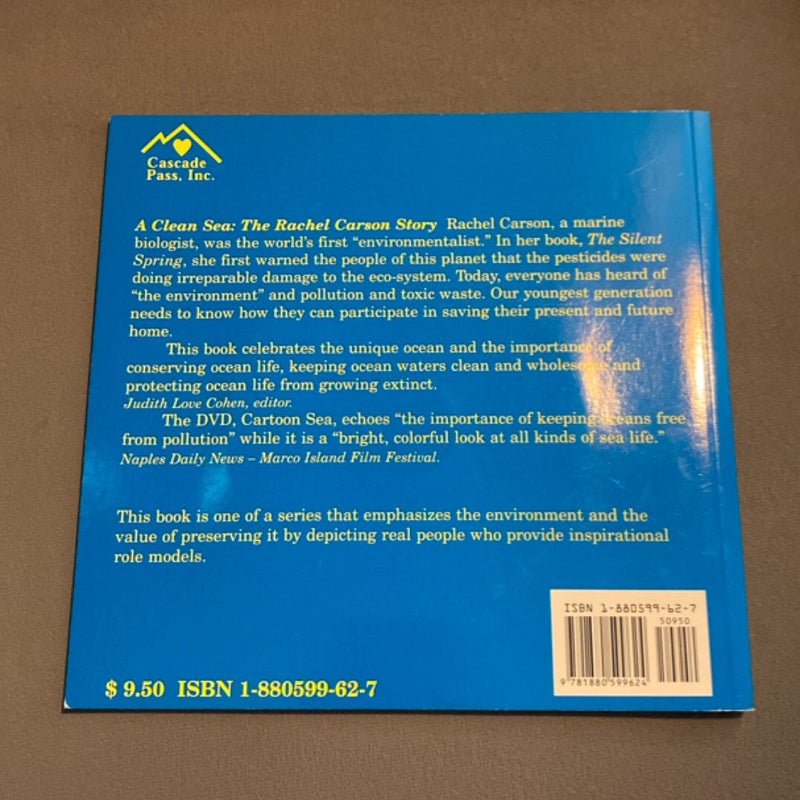 Cascade
Pass, Inc.
A Clean Sea: The Rachel Carson Story Rachel Carson, a marine
biologist, was the world's first "environmentalist." In her book, The Silent
Spring, she first warned the people of this planet that the pesticides were
doing irreparable damage to the eco-system. Today, everyone has heard of
"the environment" and pollution and toxic waste. Our youngest generation
needs to know how they can participate in saving their present and future
home.
This book celebrates the unique ocean and the importance of
conserving ocean life, keeping ocean waters clean and wholesome and
protecting ocean life from growing extinct.
Judith Love Cohen, editor.
The DVD, Cartoon Sea, echoes "the importance of keeping oceans free
from pollution" while it is a "bright, colorful look at all kinds of sea life."
Naples Daily News – Marco Island Film Festival.
This book is one of a series that emphasizes the environment and the
value of preserving it by depicting real people who provide inspirational
role models.
ISBN 1-880599-62-7
50950
9 781880 599624
$ 9.50 ISBN 1-880599-62-7